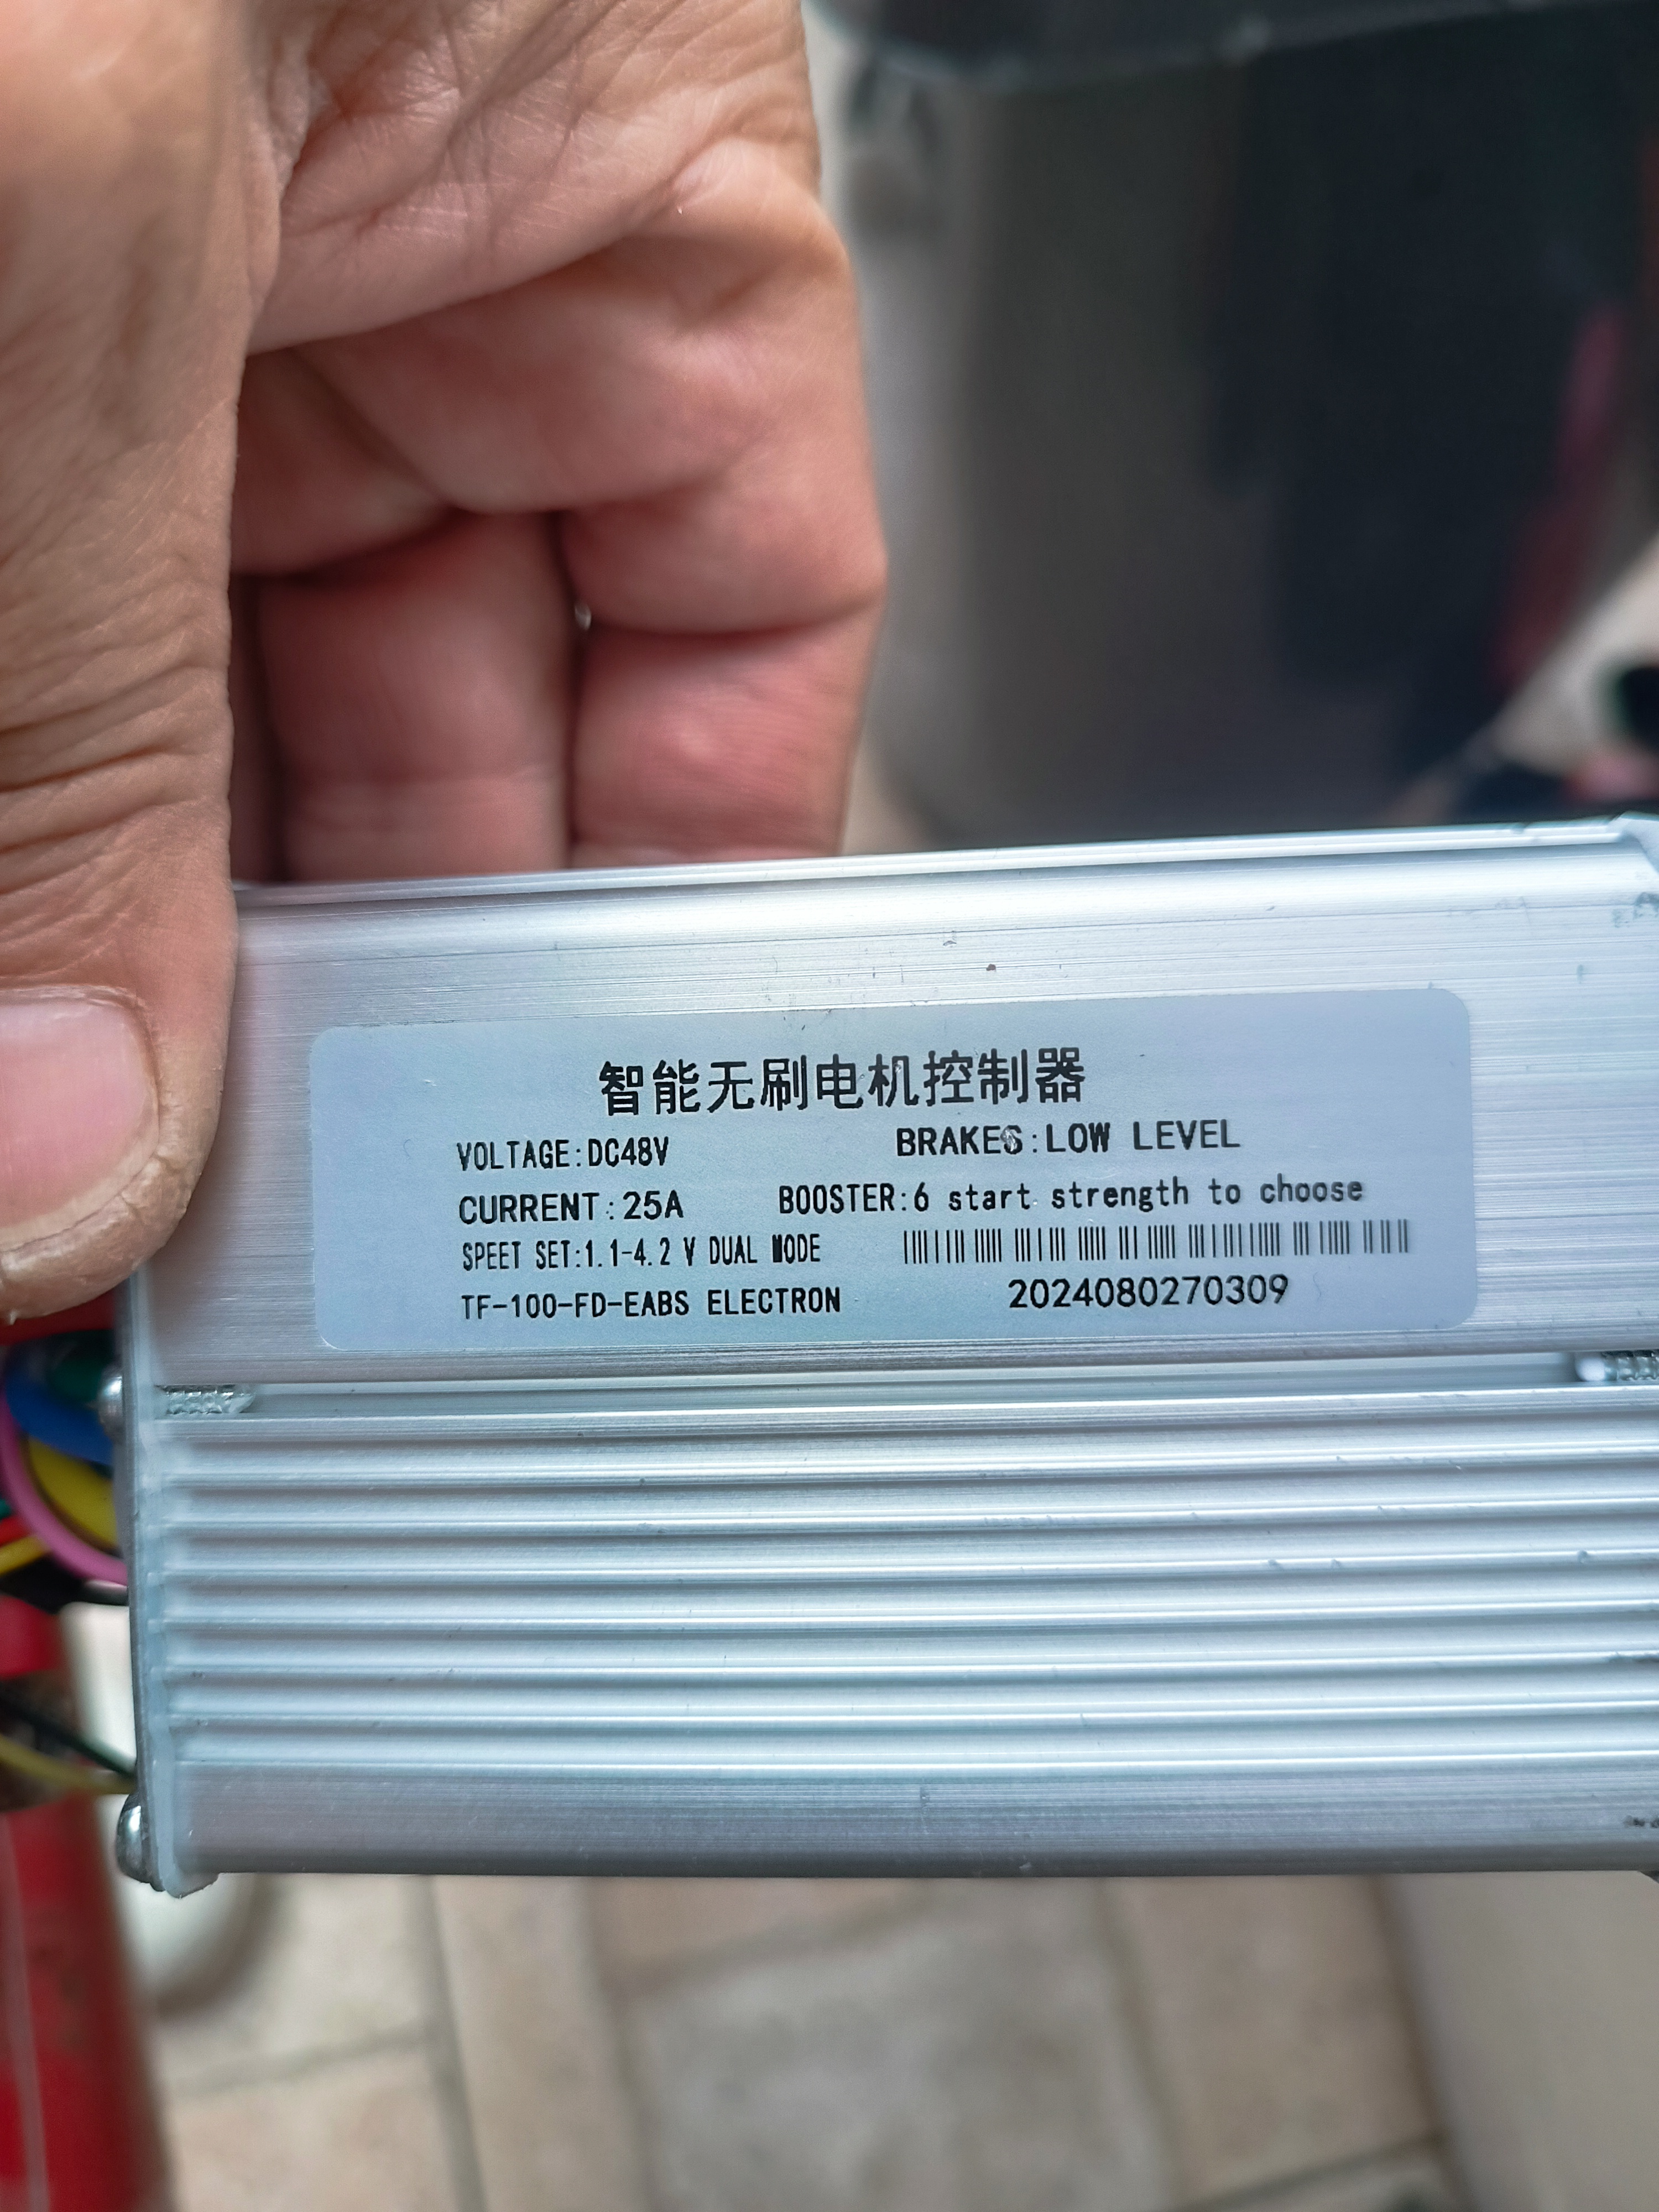 智能无刷电机控制器
VOLTAGE:DC48V BRAKES:LOW LEVEL
CURRENT:25A BOOSTER:6 start strength to choose
SPEET SET:1.1-4.2 V DUAL MODE
TF-100-FD-EABS ELECTRON 2024080270309